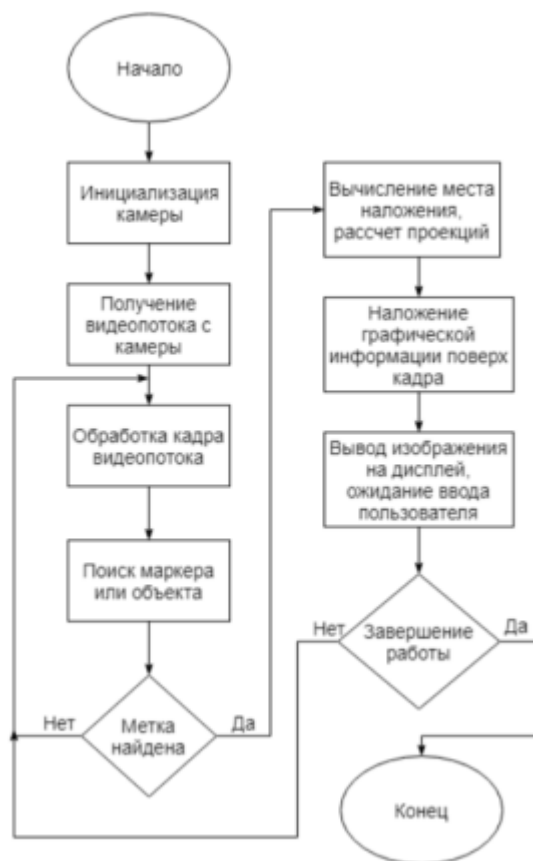 Начало
Инициализация
камеры
Получение
видеопотока с
камеры
Обработка кадра
видеопотока
Поиск маркера
или объекта
Нет
Метка
найдена
Да
Вычисление места
наложения,
рассчет проекций
Наложение
графической
информации поверх
кадра
Вывод изображения
на дисплей,
ожидание ввода
пользователя
Нет
Завершение
работы
Да
Конец